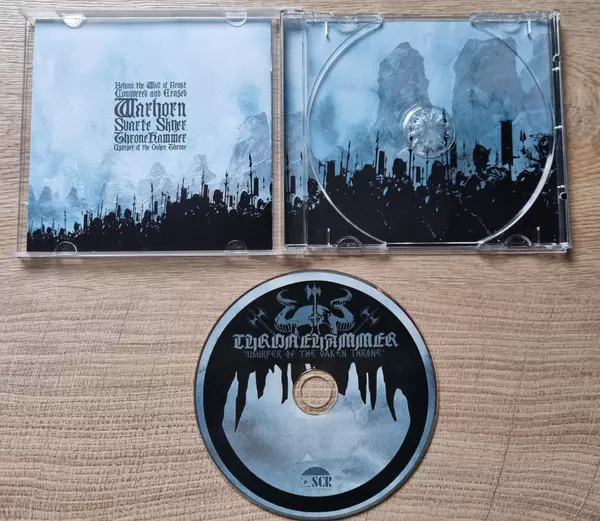 Behind the Wall of Frost
Conquered and Erased
Warhorn
Svarte Skyer
ThroneHammer
Usurper of the Oaken Throne
THRONEHAMMER
"USURPER OF THE OAKEN THRONE"
SCR